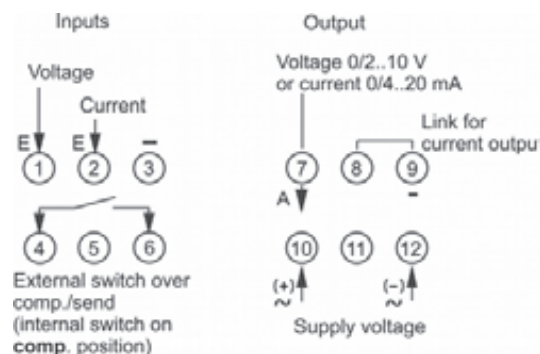 Inputs
Output
Voltage
Current
E
E
–
1
2
3
4
5
6
External switch over
comp./send
(internal switch on
comp. position)
Voltage 0/2..10 V
or current 0/4..20 mA
Link for
current output
7
8
9
A
–
10
11
12
(+)
~
(–)
~
Supply voltage